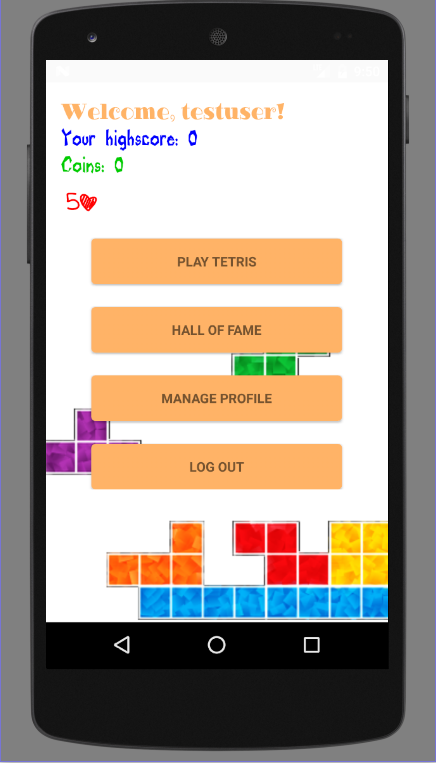 Welcome, testuser!
Your highscore: 0
Coins: 0
5
PLAY TETRIS
HALL OF FAME
MANAGE PROFILE
LOG OUT